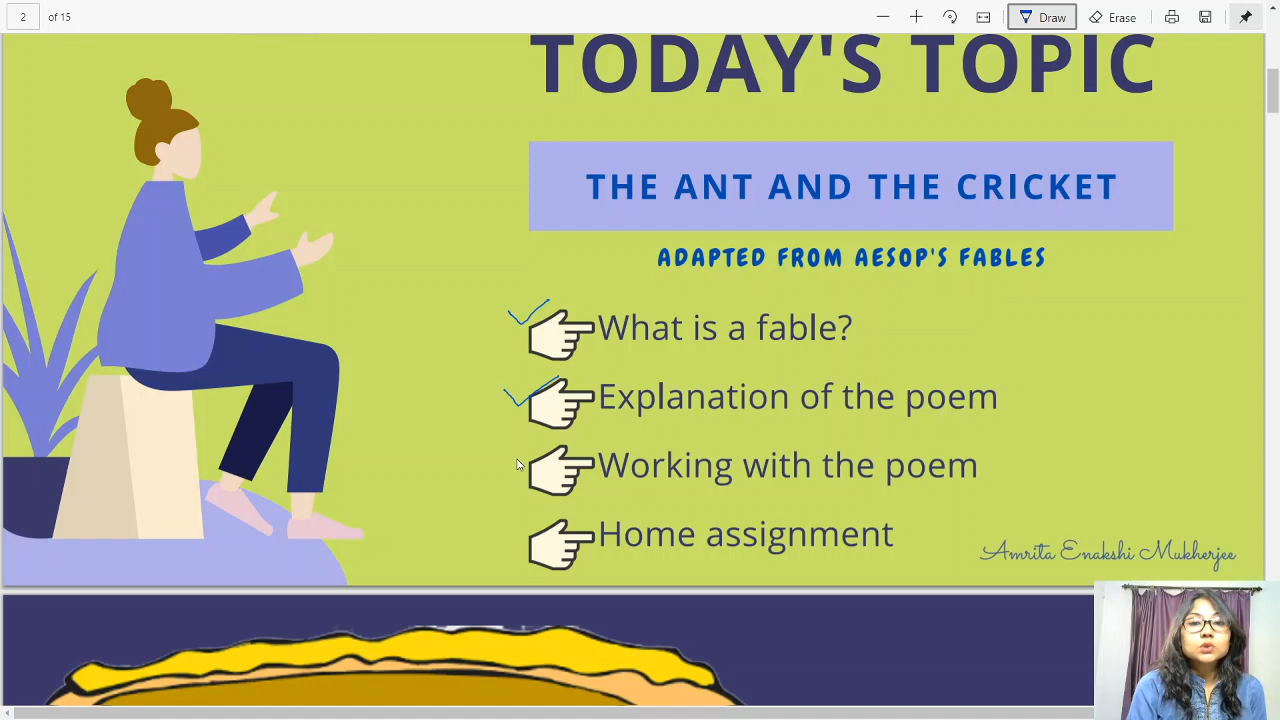 2 of 15 Draw Erase
TODAY'S TOPIC
THE ANT AND THE CRICKET
ADAPTED FROM AESOP'S FABLES
What is a fable?
Explanation of the poem
Working with the poem
Home assignment
Amrita Enakshi Mukherjee